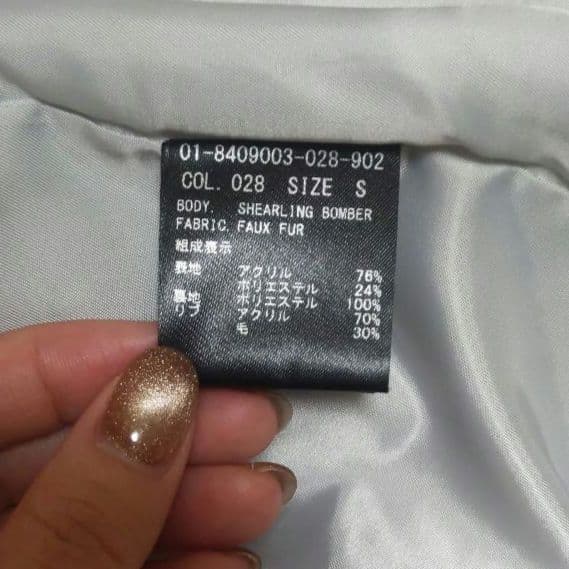 01-8409003-028-902
COL. 028 SIZE S
BODY. SHEARLING BOMBER
FABRIC. FAUX FUR
組成表示
表地 アクリル 76%
ポリエステル 24%
裏地 ポリエステル 100%
リブ アクリル 70%
毛 30%